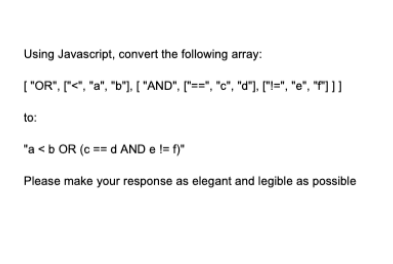 Using Javascript, convert the following array:
[ "OR", ["<", "a", "b"], [ "AND", ["==", "c", "d"], ["!=", "e", "f"] ] ]
to:
"a < b OR (c == d AND e != f)"
Please make your response as elegant and legible as possible